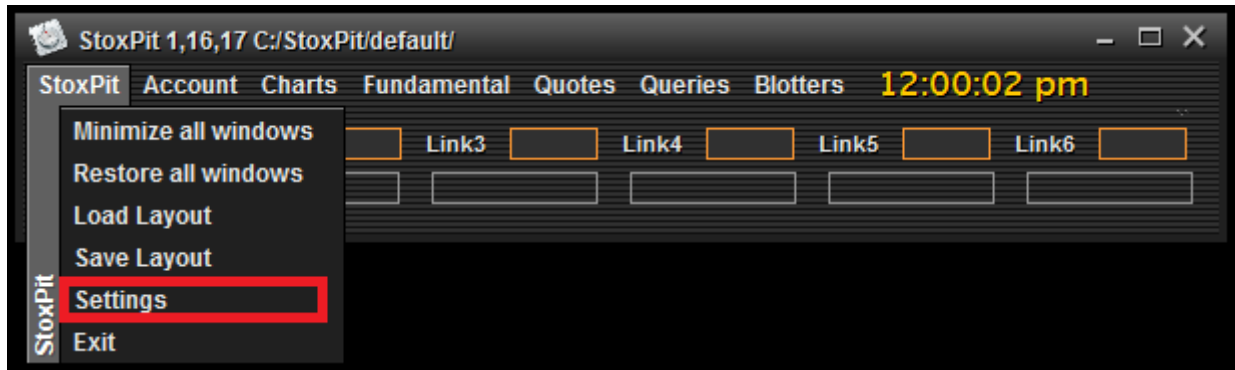 StoxPit 1,16,17 C:/StoxPit/default/
StoxPit Account Charts Fundamental Quotes Queries Blotters 12:00:02 pm
Minimize all windows
Link3 Link4 Link5 Link6
Restore all windows
Load Layout
Save Layout
Settings
Exit
StoxPit